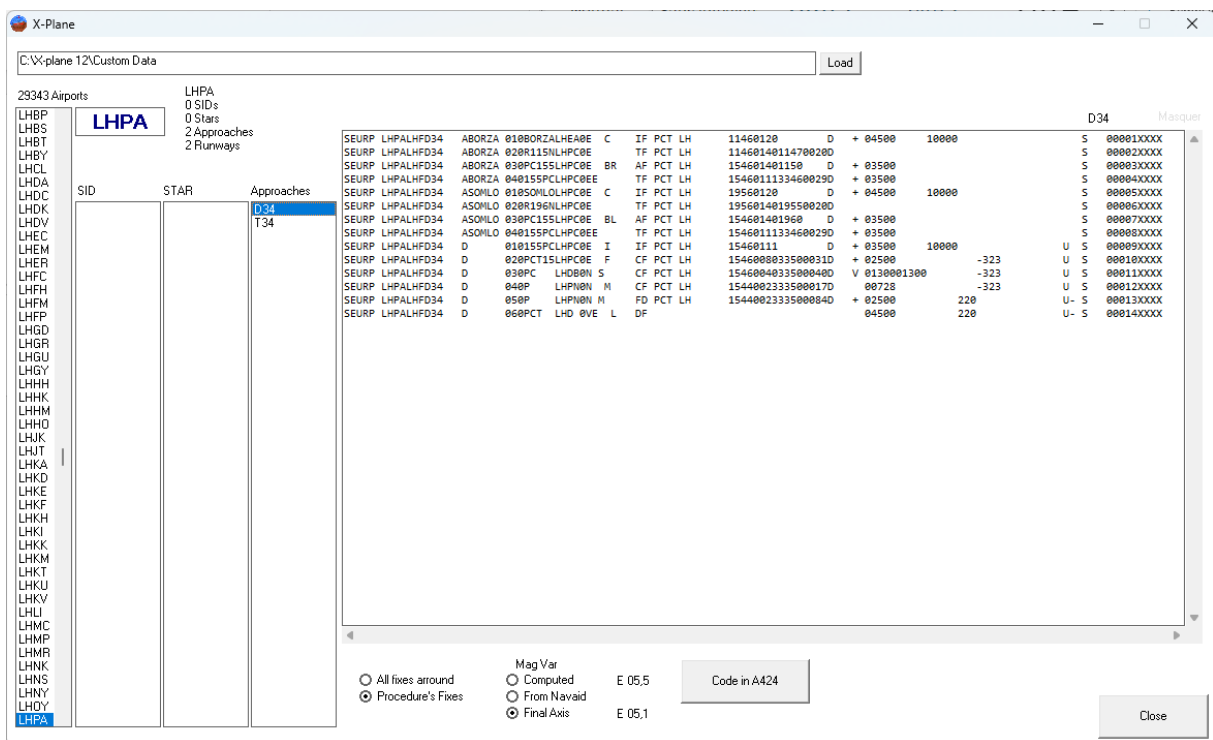 X-Plane
C:\X-plane 12\Custom Data
Load
29343 Airports
LHPA
0 SIDs
0 Stars
2 Approaches
2 Runways
LHPA
D34
Masquer
LHBP
LHBS
LHBT
LHBY
LHCL
LHDA
LHDC
LHDK
LHDV
LHEC
LHEM
LHER
LHFC
LHFH
LHFM
LHFP
LHGD
LHGR
LHGU
LHGY
LHHH
LHHK
LHHM
LHHO
LHJK
LHJT
LHKA
LHKD
LHKE
LHKF
LHKH
LHKI
LHKK
LHKM
LHKT
LHKU
LHKV
LHLI
LHMC
LHMP
LHMR
LHNK
LHNS
LHNY
LHOY
LHPA
SID STAR Approaches
D34
T34
SEURP LHPALHFD34 ABORZA 010BORZALHEA0E C IF PCT LH 11460120 D + 04500 10000 S 00001XXXX
SEURP LHPALHFD34 ABORZA 020R115NLHPC0E TF PCT LH 1146014011470020D S 00002XXXX
SEURP LHPALHFD34 ABORZA 030PC155LHPC0E BR AF PCT LH 154601401150 D + 03500 S 00003XXXX
SEURP LHPALHFD34 ABORZA 040155PCLHPC0EE TF PCT LH 1546011133460029D + 03500 S 00004XXXX
SEURP LHPALHFD34 ASOMLO 010SOMLOLHPC0E C IF PCT LH 19560120 D + 04500 10000 S 00005XXXX
SEURP LHPALHFD34 ASOMLO 020R196NLHPC0E TF PCT LH 1956014019550020D S 00006XXXX
SEURP LHPALHFD34 ASOMLO 030PC155LHPC0E BL AF PCT LH 154601401960 D + 03500 S 00007XXXX
SEURP LHPALHFD34 ASOMLO 040155PCLHPC0EE TF PCT LH 1546011133460029D + 03500 S 00008XXXX
SEURP LHPALHFD34 D 010155PCLHPC0E I IF PCT LH 15460111 D + 03500 10000 U S 00009XXXX
SEURP LHPALHFD34 D 020PCT15LHPC0E F CF PCT LH 1546008033500031D + 02500 -323 U S 00010XXXX
SEURP LHPALHFD34 D 030PC LHDB0N S CF PCT LH 1546004033500040D V 0130001300 -323 U S 00011XXXX
SEURP LHPALHFD34 D 040P LHPN0N M CF PCT LH 1544002333500017D 00728 -323 U S 00012XXXX
SEURP LHPALHFD34 D 050P LHPN0N M FD PCT LH 1544002333500084D + 02500 220 U- S 00013XXXX
SEURP LHPALHFD34 D 060PCT LHD 0VE L DF 04500 220 U- S 00014XXXX
All fixes arround
Procedure's Fixes
Mag Var
Computed E 05,5
From Navaid
Final Axis E 05,1
Code in A424
Close